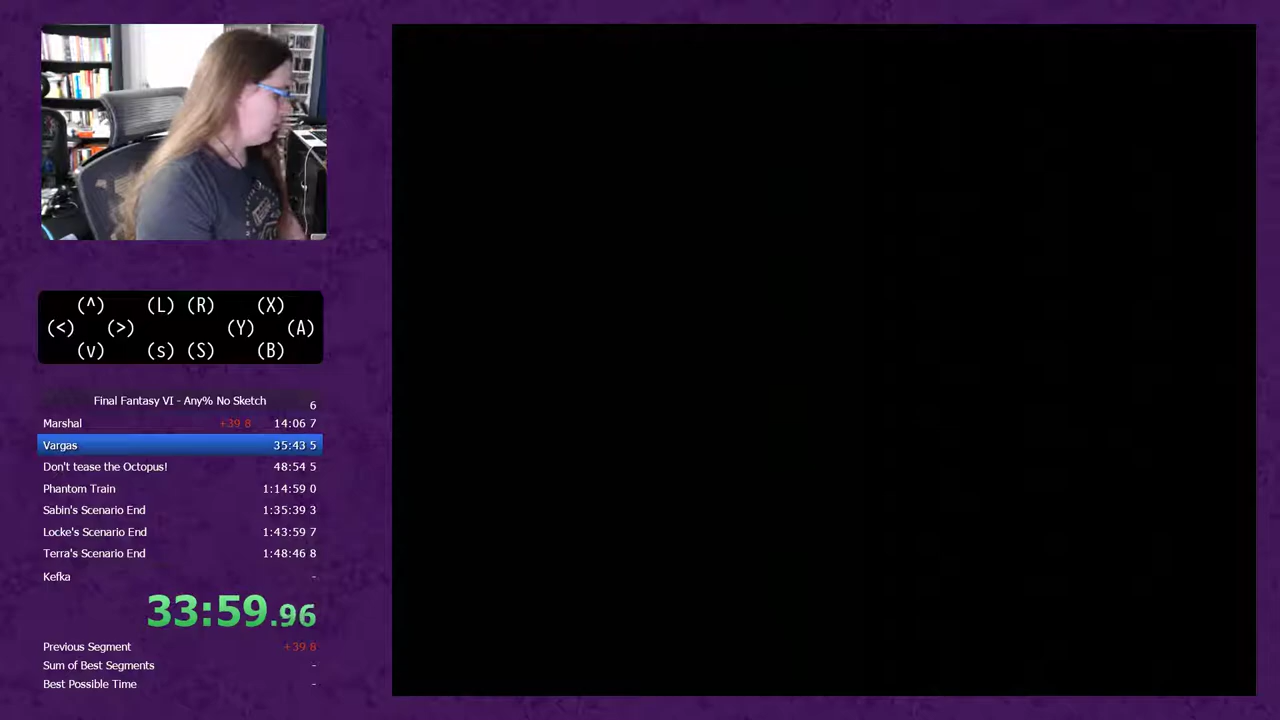 (^) (L) (R) (X)
(<) (>) (Y) (A)
(v) (s) (S) (B)
Final Fantasy VI - Any% No Sketch
6
Marshal +39 8 14:06 7
Vargas 35:43 5
Don't tease the Octopus! 48:54 5
Phantom Train 1:14:59 0
Sabin's Scenario End 1:35:39 3
Locke's Scenario End 1:43:59 7
Terra's Scenario End 1:48:46 8
Kefka -
33:59.96
Previous Segment +39 8
Sum of Best Segments -
Best Possible Time -